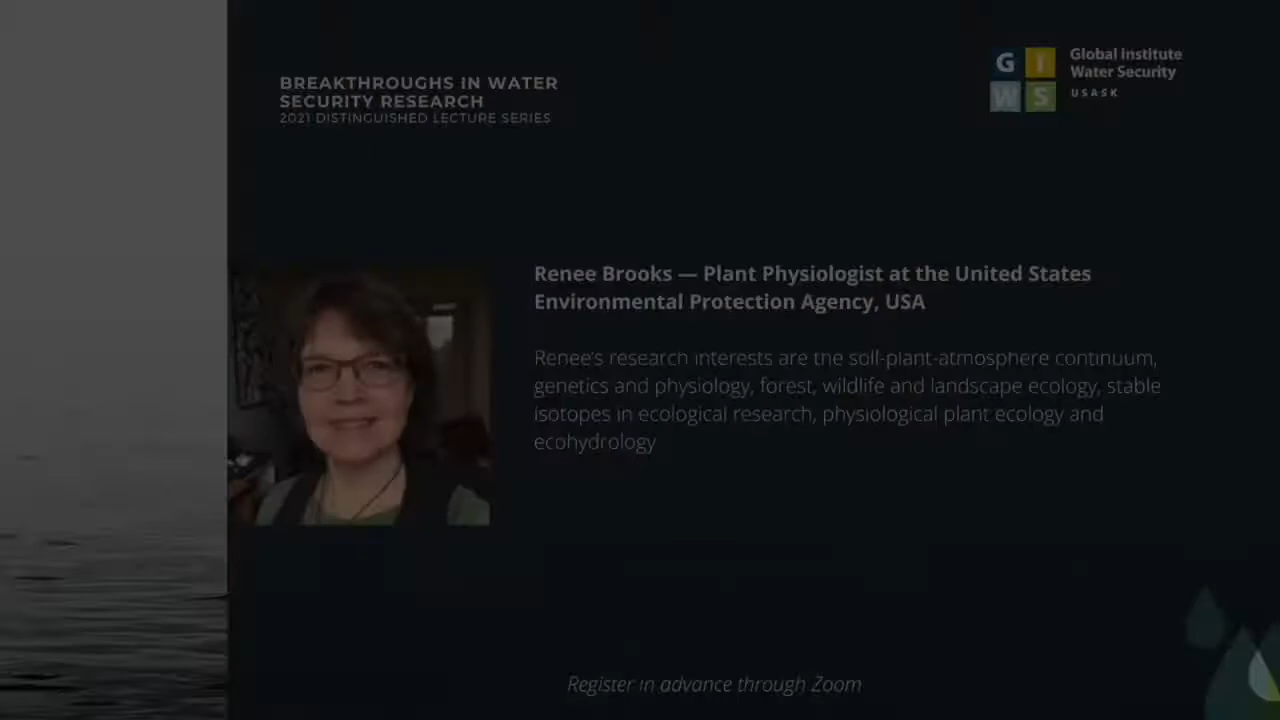 BREAKTHROUGHS IN WATER
SECURITY RESEARCH
2021 DISTINGUISHED LECTURE SERIES
G I
W S
Global Institute
Water Security
USASK
Renee Brooks — Plant Physiologist at the United States
Environmental Protection Agency, USA
Renee's research interests are the soil-plant-atmosphere continuum,
genetics and physiology, forest, wildlife and landscape ecology, stable
isotopes in ecological research, physiological plant ecology and
ecohydrology
Register in advance through Zoom